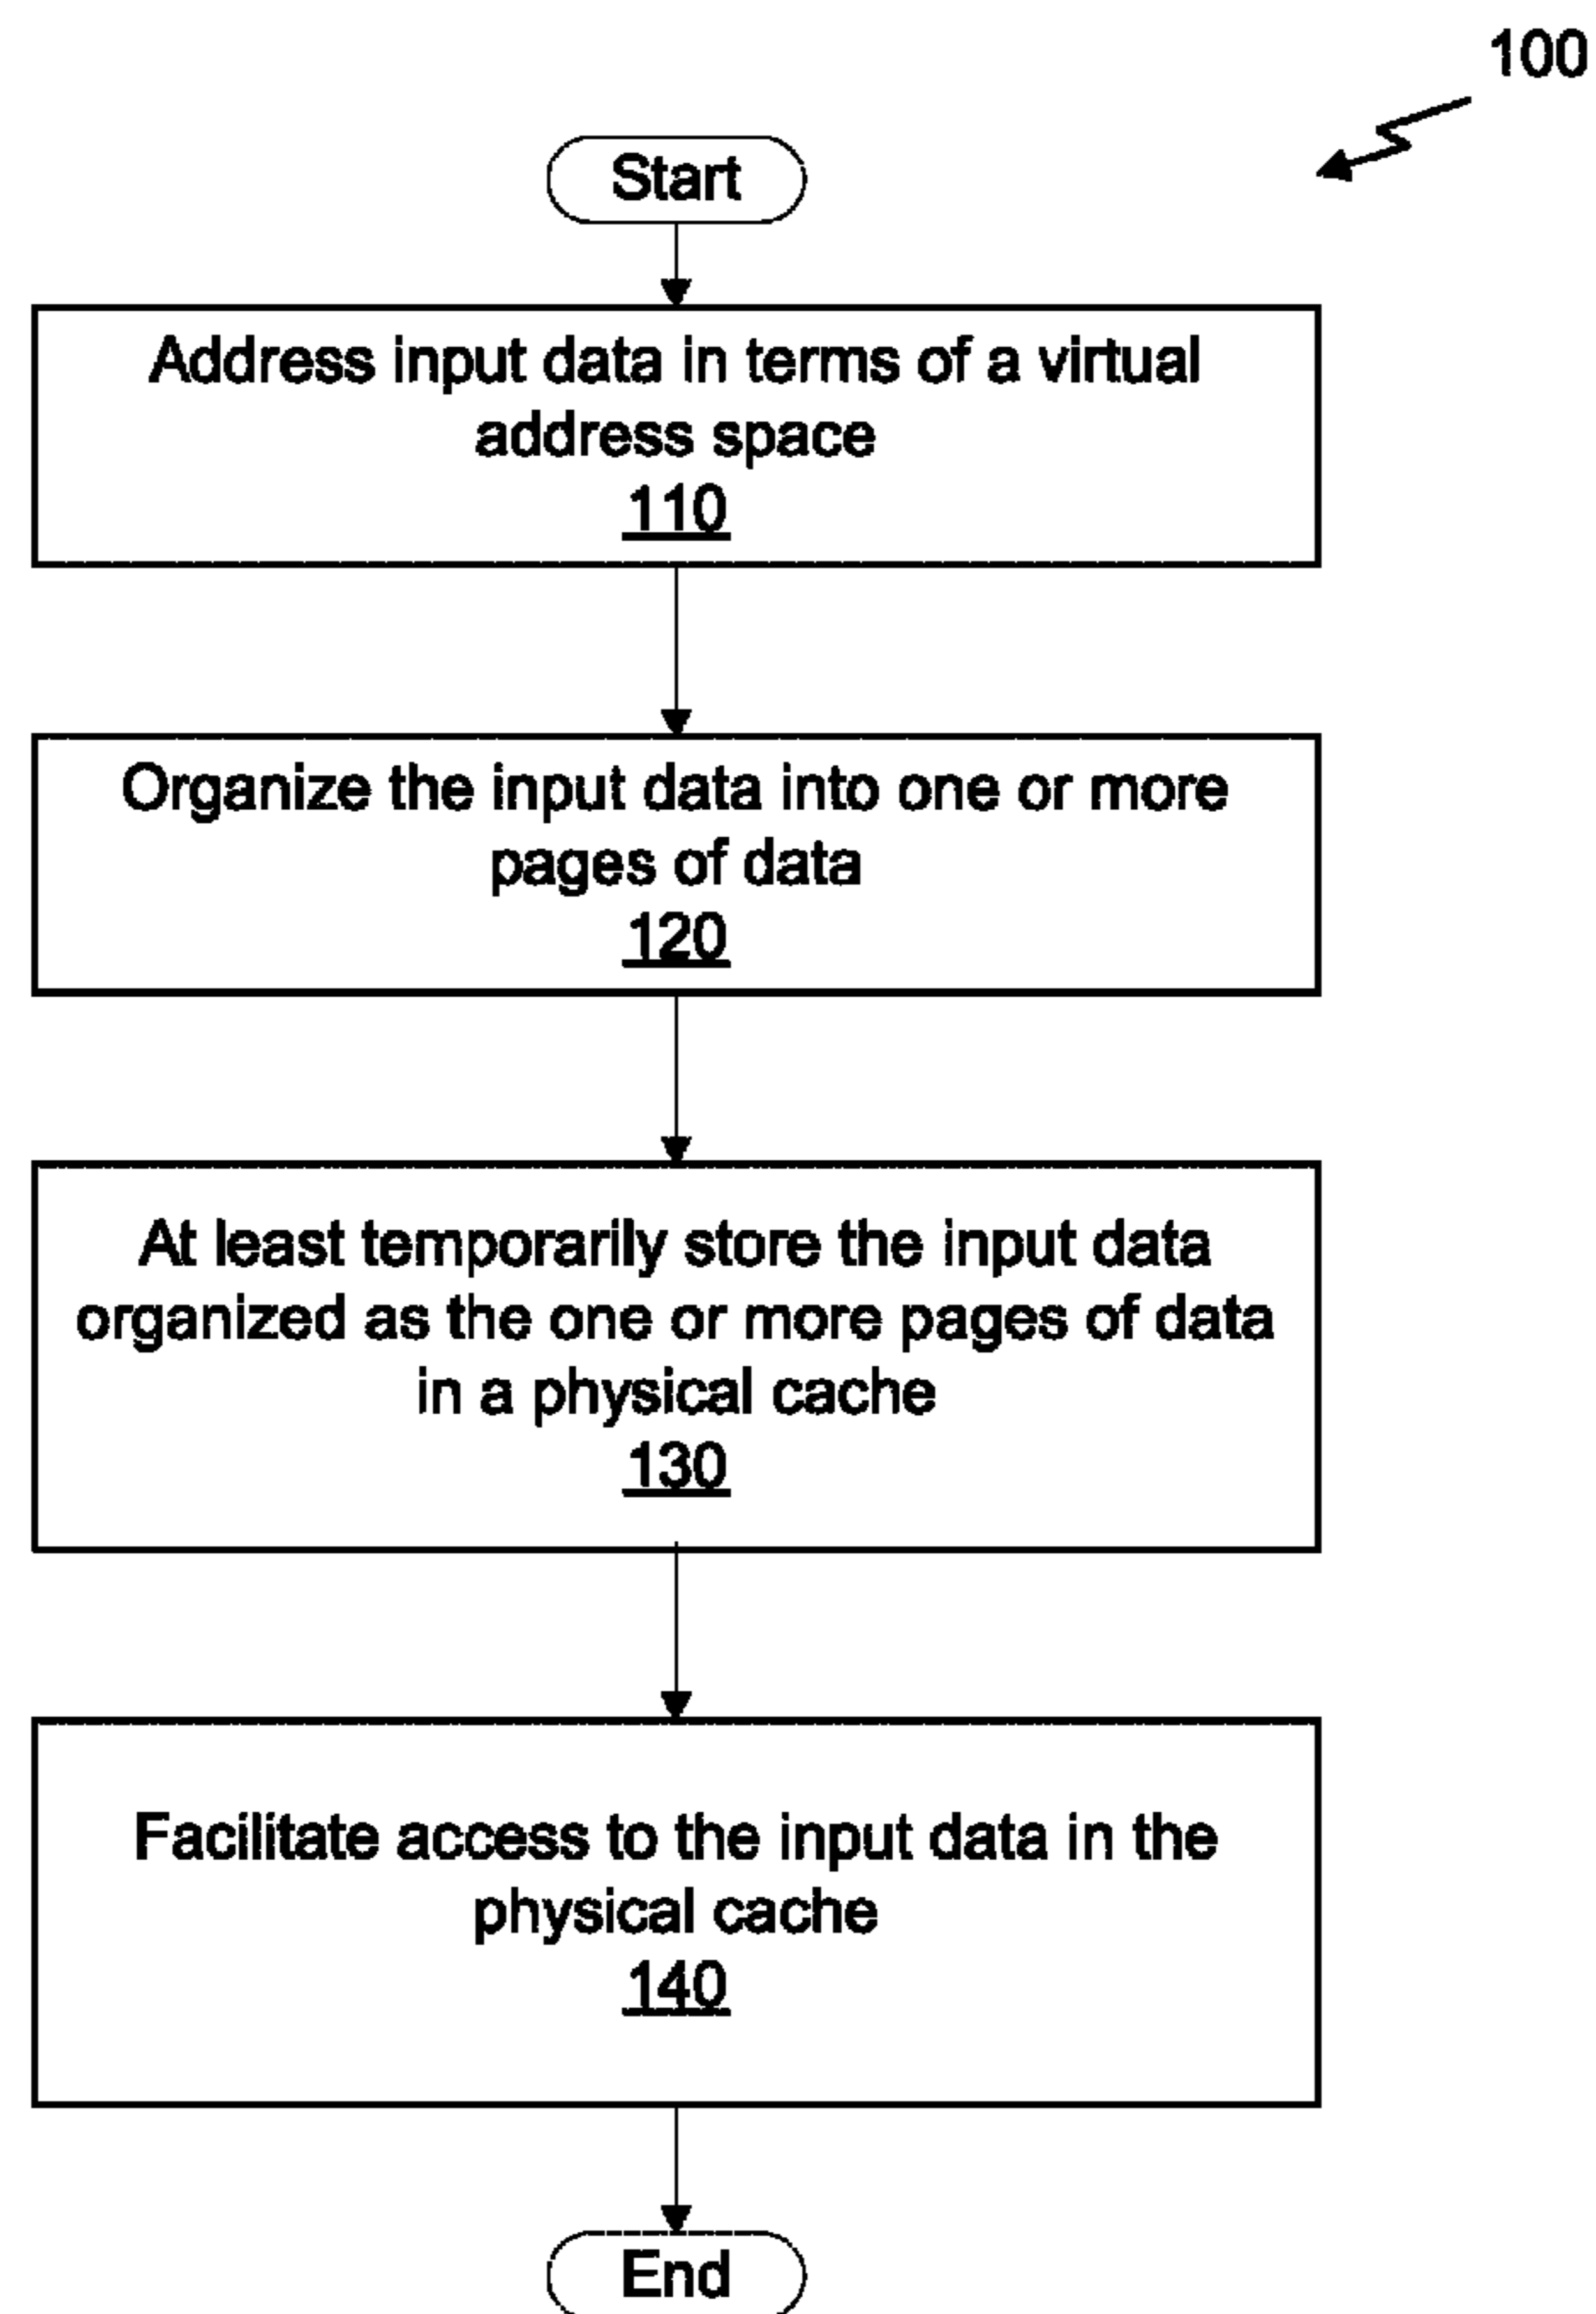 100
Start
Address input data in terms of a virtual
address space
110
Organize the input data into one or more
pages of data
120
At least temporarily store the input data
organized as the one or more pages of data
in a physical cache
130
Facilitate access to the input data in the
physical cache
140
End